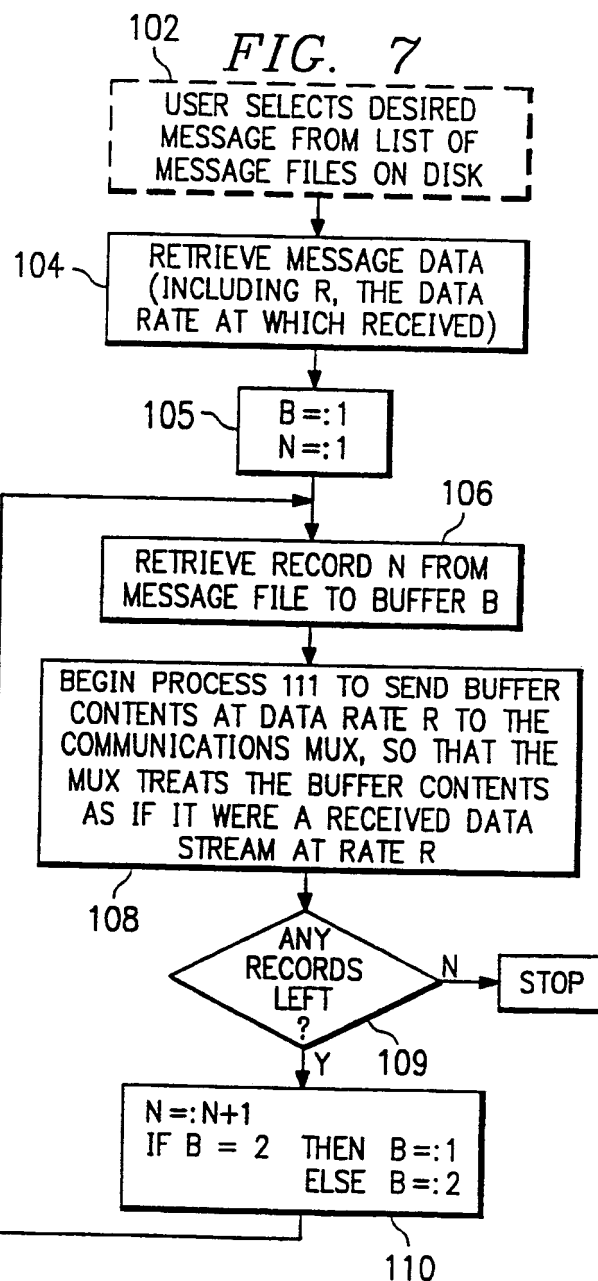 102
FIG. 7
USER SELECTS DESIRED
MESSAGE FROM LIST OF
MESSAGE FILES ON DISK
104
RETRIEVE MESSAGE DATA
(INCLUDING R, THE DATA
RATE AT WHICH RECEIVED)
105
B=:1
N=:1
106
RETRIEVE RECORD N FROM
MESSAGE FILE TO BUFFER B
BEGIN PROCESS 111 TO SEND BUFFER
CONTENTS AT DATA RATE R TO THE
COMMUNICATIONS MUX, SO THAT THE
MUX TREATS THE BUFFER CONTENTS
AS IF IT WERE A RECEIVED DATA
STREAM AT RATE R
108
ANY
RECORDS
LEFT
?
N
STOP
109
Y
N=:N+1
IF B = 2 THEN B=:1
ELSE B=:2
110